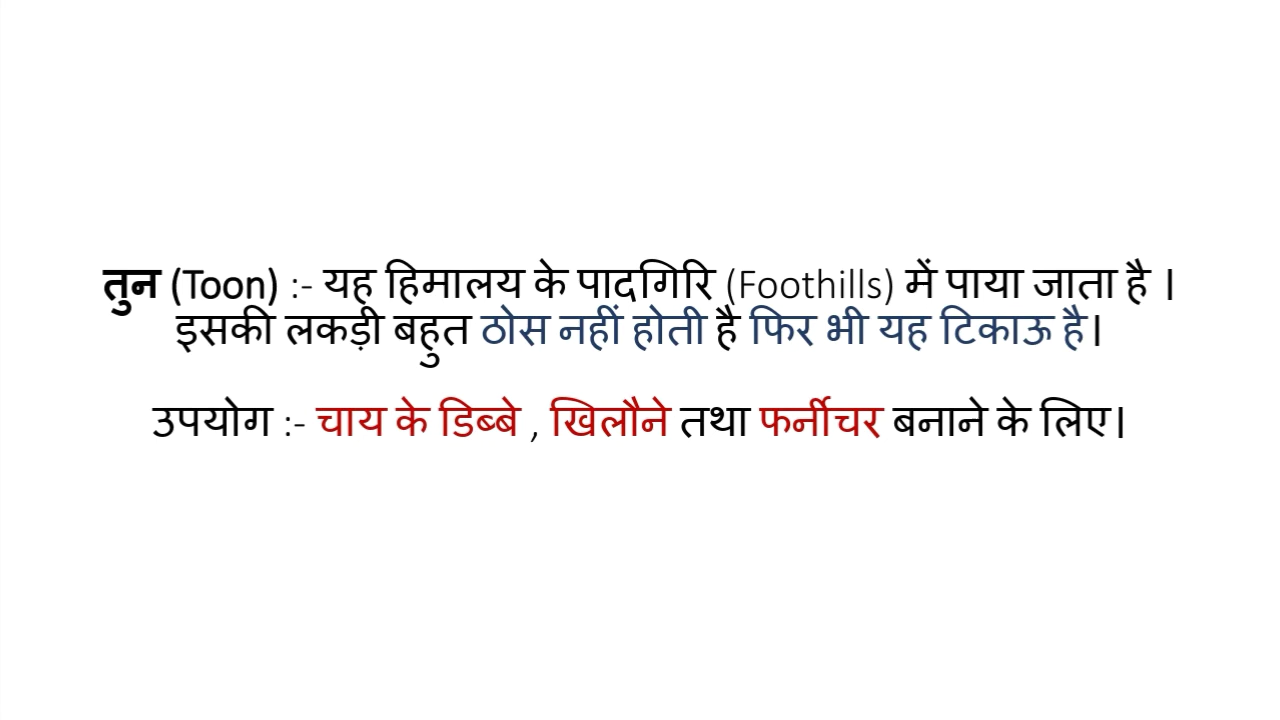 तुन (Toon) :- यह हिमालय के पादगिरि (Foothills) में पाया जाता है ।
इसकी लकड़ी बहुत ठोस नहीं होती है फिर भी यह टिकाऊ है।
उपयोग :- चाय के डिब्बे , खिलौने तथा फर्नीचर बनाने के लिए।